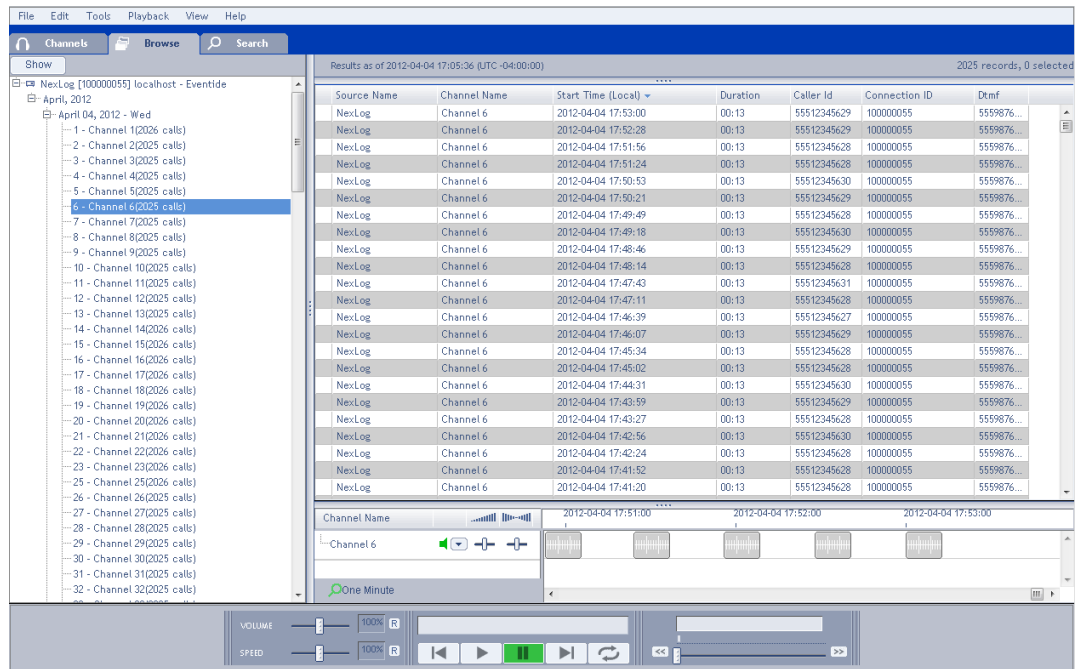 File Edit Tools Playback View Help
Channels Browse Search
Show
Results as of 2012-04-04 17:05:36 (UTC -04:00:00) 2025 records, 0 selected
NexLog [100000055] localhost - Eventide
April, 2012
April 04, 2012 - Wed
1 - Channel 1(2026 calls)
2 - Channel 2(2025 calls)
3 - Channel 3(2025 calls)
4 - Channel 4(2025 calls)
5 - Channel 5(2025 calls)
6 - Channel 6(2025 calls)
7 - Channel 7(2025 calls)
8 - Channel 8(2025 calls)
9 - Channel 9(2025 calls)
10 - Channel 10(2025 calls)
11 - Channel 11(2025 calls)
12 - Channel 12(2025 calls)
13 - Channel 13(2025 calls)
14 - Channel 14(2026 calls)
15 - Channel 15(2026 calls)
16 - Channel 16(2026 calls)
17 - Channel 17(2026 calls)
18 - Channel 18(2026 calls)
19 - Channel 19(2026 calls)
20 - Channel 20(2026 calls)
21 - Channel 21(2026 calls)
22 - Channel 22(2026 calls)
23 - Channel 23(2026 calls)
25 - Channel 25(2026 calls)
26 - Channel 26(2025 calls)
27 - Channel 27(2025 calls)
28 - Channel 28(2025 calls)
29 - Channel 29(2025 calls)
30 - Channel 30(2025 calls)
31 - Channel 31(2025 calls)
32 - Channel 32(2025 calls)
Source Name Channel Name Start Time (Local) Duration Caller Id Connection ID Dtmf
NexLog Channel 6 2012-04-04 17:53:00 00:13 55512345629 100000055 5559876...
NexLog Channel 6 2012-04-04 17:52:28 00:13 55512345628 100000055 5559876...
NexLog Channel 6 2012-04-04 17:51:56 00:13 55512345628 100000055 5559876...
NexLog Channel 6 2012-04-04 17:51:24 00:13 55512345628 100000055 5559876...
NexLog Channel 6 2012-04-04 17:50:53 00:13 55512345630 100000055 5559876...
NexLog Channel 6 2012-04-04 17:50:21 00:13 55512345629 100000055 5559876...
NexLog Channel 6 2012-04-04 17:49:49 00:13 55512345628 100000055 5559876...
NexLog Channel 6 2012-04-04 17:49:18 00:13 55512345630 100000055 5559876...
NexLog Channel 6 2012-04-04 17:48:46 00:13 55512345629 100000055 5559876...
NexLog Channel 6 2012-04-04 17:48:14 00:13 55512345628 100000055 5559876...
NexLog Channel 6 2012-04-04 17:47:43 00:13 55512345631 100000055 5559876...
NexLog Channel 6 2012-04-04 17:47:11 00:13 55512345628 100000055 5559876...
NexLog Channel 6 2012-04-04 17:46:39 00:13 55512345627 100000055 5559876...
NexLog Channel 6 2012-04-04 17:46:07 00:13 55512345629 100000055 5559876...
NexLog Channel 6 2012-04-04 17:45:34 00:13 55512345628 100000055 5559876...
NexLog Channel 6 2012-04-04 17:45:02 00:13 55512345628 100000055 5559876...
NexLog Channel 6 2012-04-04 17:44:31 00:13 55512345630 100000055 5559876...
NexLog Channel 6 2012-04-04 17:43:59 00:13 55512345629 100000055 5559876...
NexLog Channel 6 2012-04-04 17:43:27 00:13 55512345628 100000055 5559876...
NexLog Channel 6 2012-04-04 17:42:56 00:13 55512345630 100000055 5559876...
NexLog Channel 6 2012-04-04 17:42:24 00:13 55512345628 100000055 5559876...
NexLog Channel 6 2012-04-04 17:41:52 00:13 55512345628 100000055 5559876...
NexLog Channel 6 2012-04-04 17:41:20 00:13 55512345628 100000055 5559876...
Channel Name 2012-04-04 17:51:00 2012-04-04 17:52:00 2012-04-04 17:53:00
Channel 6
One Minute
VOLUME 100% R
SPEED 100% R